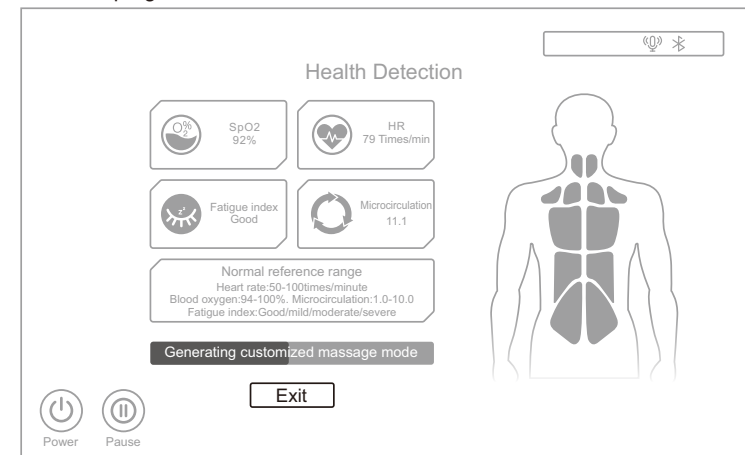 Health Detection
SpO2
92%
HR
79 Times/min
Fatigue index
Good
Microcirculation
11.1
Normal reference range
Heart rate:50-100times/minute
Blood oxygen:94-100%. Microcirculation:1.0-10.0
Fatigue index:Good/mild/moderate/severe
Generating customized massage mode
Exit
Power
Pause